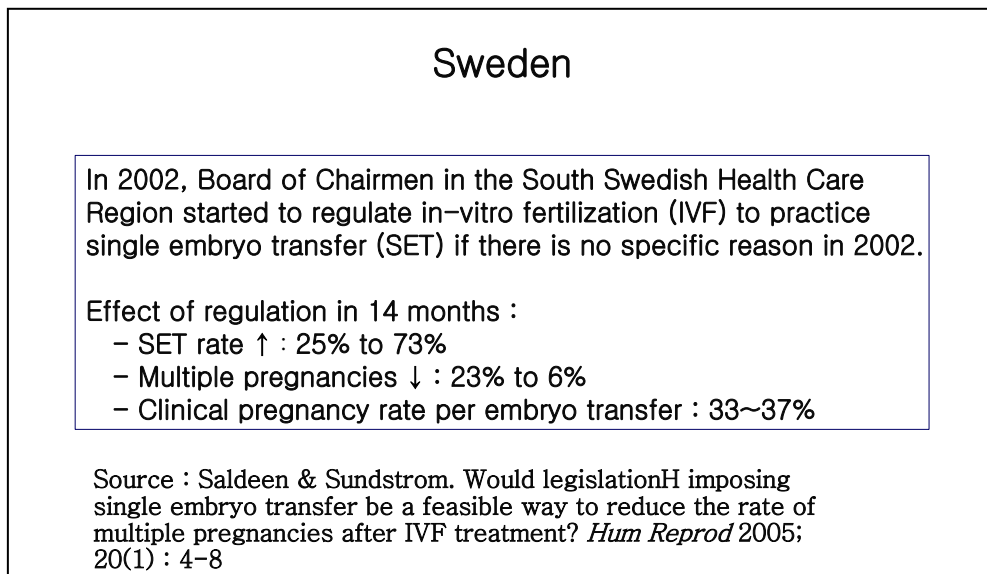 Sweden
In 2002, Board of Chairmen in the South Swedish Health Care
Region started to regulate in-vitro fertilization (IVF) to practice
single embryo transfer (SET) if there is no specific reason in 2002.
Effect of regulation in 14 months :
- SET rate ↑ : 25% to 73%
- Multiple pregnancies ↓ : 23% to 6%
- Clinical pregnancy rate per embryo transfer : 33~37%
Source : Saldeen & Sundstrom. Would legislationH imposing
single embryo transfer be a feasible way to reduce the rate of
multiple pregnancies after IVF treatment? Hum Reprod 2005;
20(1) : 4-8